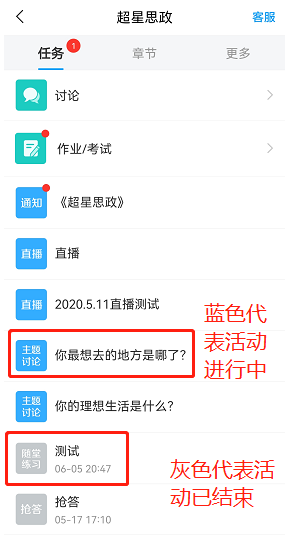 超星思政
客服
任务
1
章节
更多
讨论
作业/考试
通知
《超星思政》
直播
直播
直播
2020.5.11直播测试
蓝色代
表活动
进行中
主题
讨论
你最想去的地方是哪了?
主题
讨论
你的理想生活是什么?
随堂
练习
测试
06-05 20:47
灰色代表活
动已结束
抢答
抢答
05-17 17:10